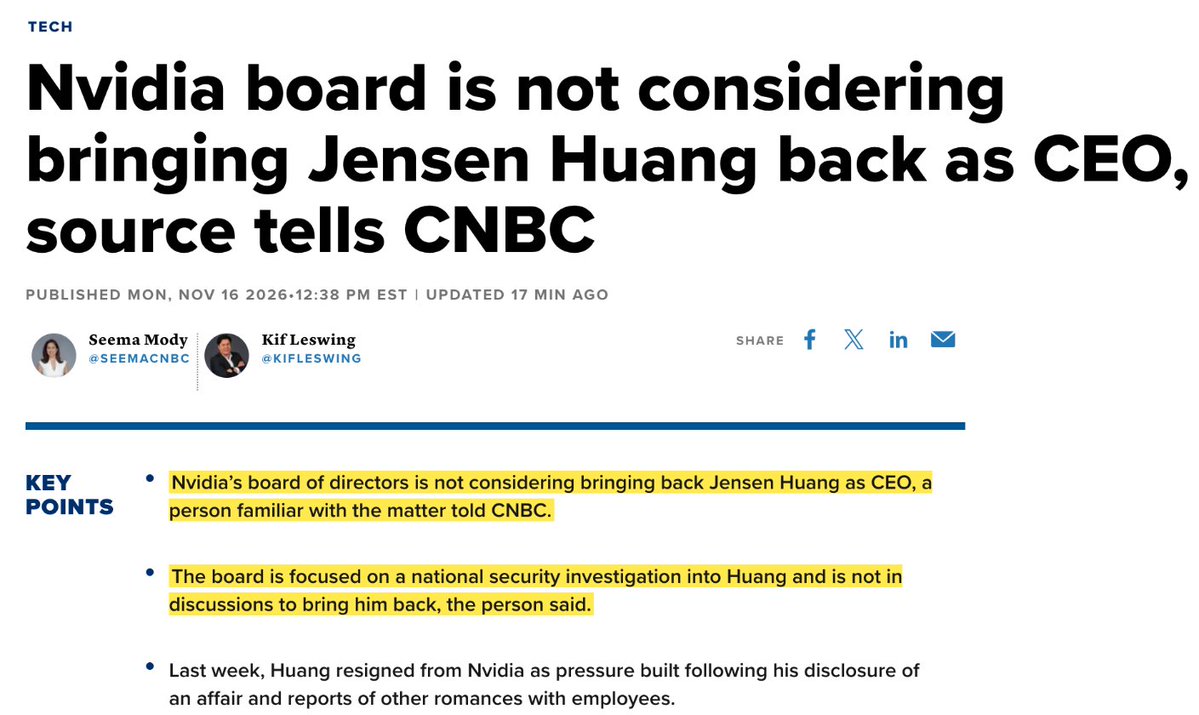 TECH
Nvidia board is not considering
bringing Jensen Huang back as CEO,
source tells CNBC
PUBLISHED MON, NOV 16 2026•12:38 PM EST | UPDATED 17 MIN AGO
Seema Mody
@SEEMACNBC
Kif Leswing
@KIFLESWING
SHARE
KEY
POINTS
• Nvidia’s board of directors is not considering bringing back Jensen Huang as CEO, a
person familiar with the matter told CNBC.
• The board is focused on a national security investigation into Huang and is not in
discussions to bring him back, the person said.
• Last week, Huang resigned from Nvidia as pressure built following his disclosure of
an affair and reports of other romances with employees.